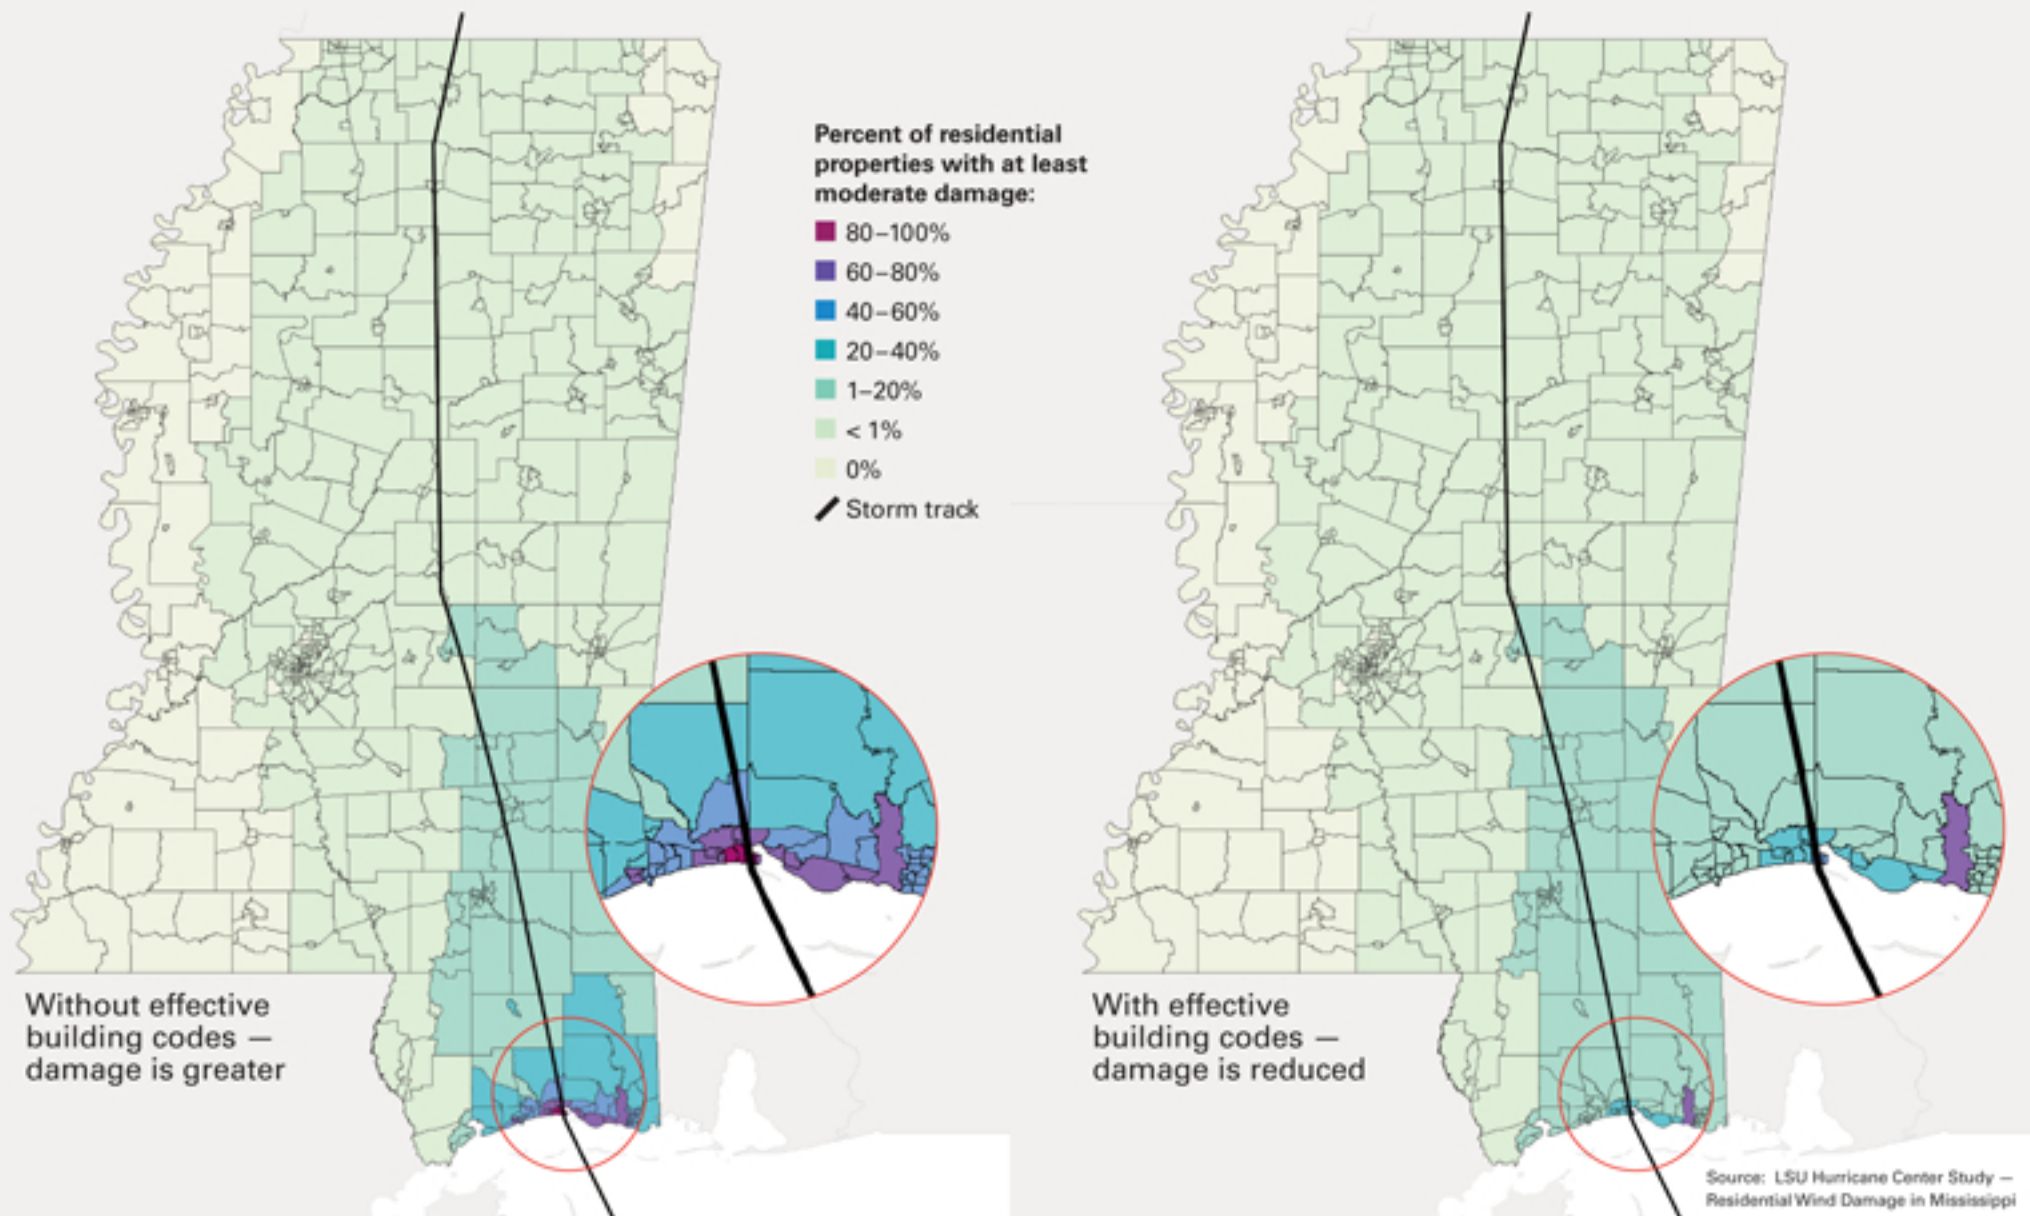 Percent of residential
properties with at least
moderate damage:
80–100%
60–80%
40–60%
20–40%
1–20%
< 1%
0%
Storm track
Without effective
building codes —
damage is greater
With effective
building codes —
damage is reduced
Source: LSU Hurricane Center Study —
Residential Wind Damage in Mississippi